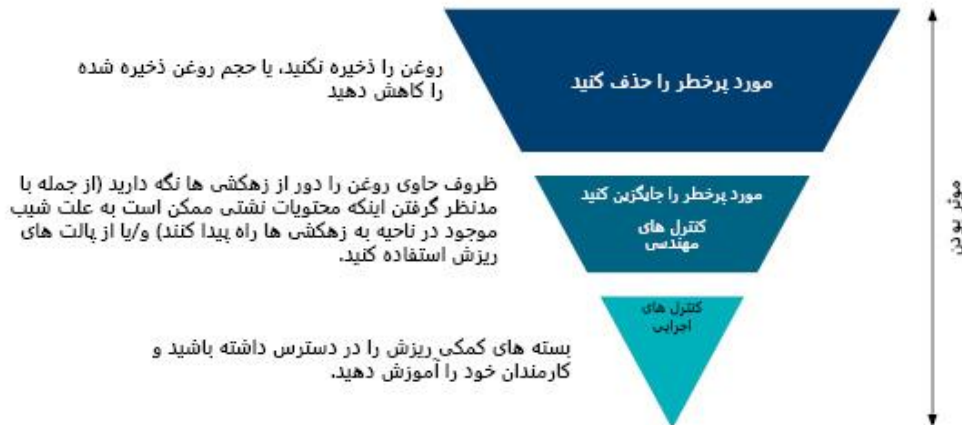 مورد پرخطر را حذف کنید
روغن را ذخیره نکنید، یا حجم روغن ذخیره شده
را کاهش دهید
مورد پرخطر را جایگزین کنید
کنترل های
مهندسی
ظروف حاوی روغن را دور از زهکشی ها نگه دارید (از جمله با
مدنظر گرفتن اینکه محتویات نشتی ممکن است به علت شیب
موجود در ناحیه به زهکشی ها راه پیدا کنند) و/یا از پالت های
ریزش استفاده کنید.
کنترل های
اجرایی
بسته های کمکی ریزش را در دسترس داشته باشید و
کارمندان خود را آموزش دهید.
موثر بودن